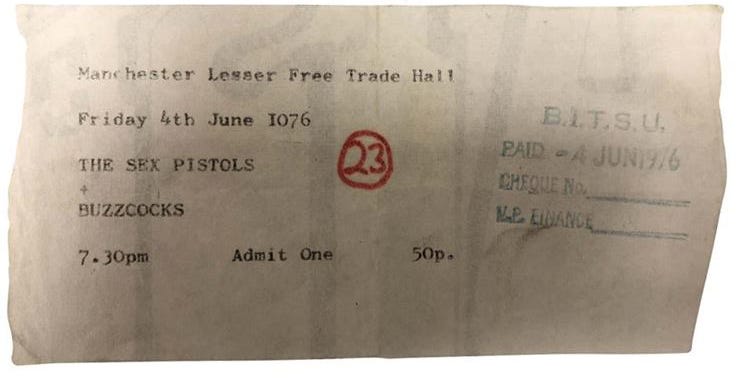 Manchester Lesser Free Trade Hall
Friday 4th June I076
THE SEX PISTOLS
+
BUZZCOCKS
23
7.30pm Admit One 50p.
B.I.T.S.U.
PAID - 4 JUN 1976
CHEQUE No.
V.P. FINANCE